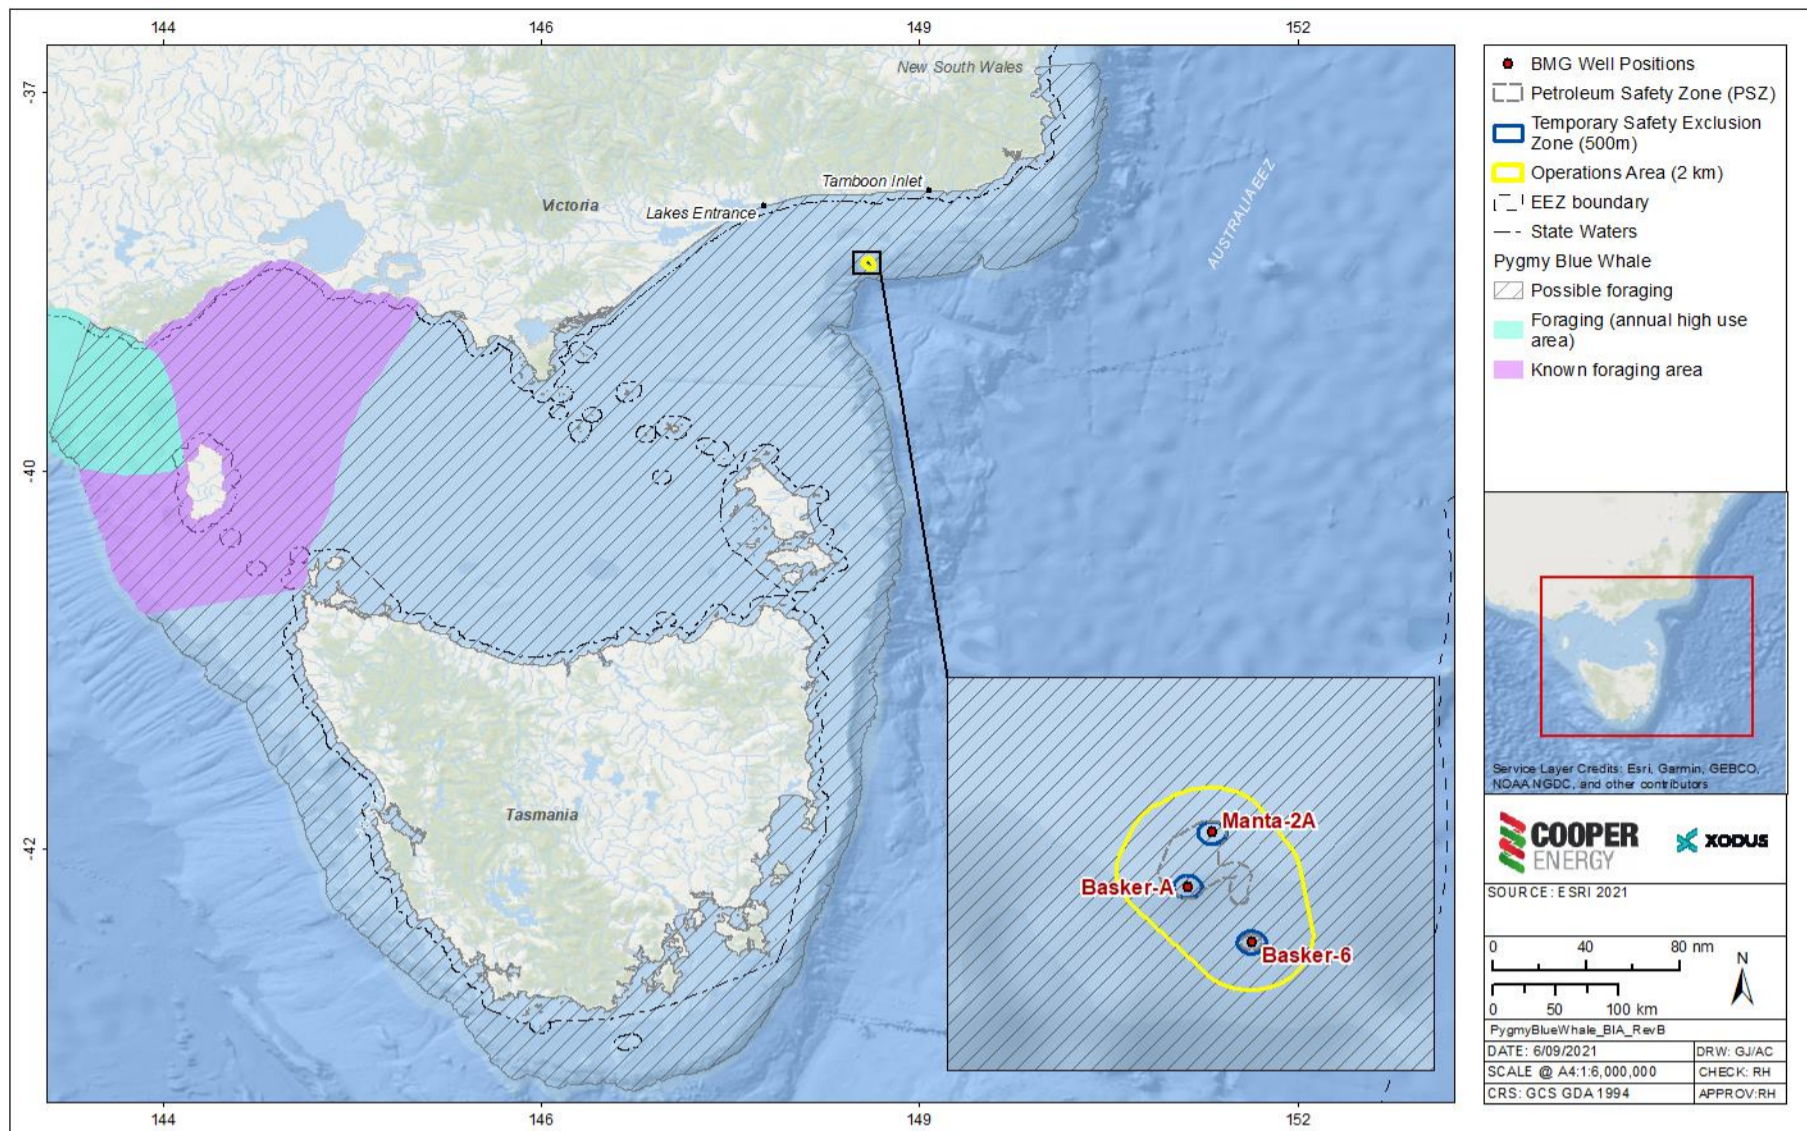 144
146
149
152
-37
-40
-42
New South Wales
Tamboon Inlet
Victoria
Lakes Entrance
AUSTRALIA EEZ
Tasmania
Manta-2A
Basker-A
Basker-6
144
146
149
152
BMG Well Positions
Petroleum Safety Zone (PSZ)
Temporary Safety Exclusion
Zone (500m)
Operations Area (2 km)
EEZ boundary
State Waters
Pygmy Blue Whale
Possible foraging
Foraging (annual high use
area)
Known foraging area
Service Layer Credits: Esri, Garmin, GEBCO,
NOAA NGDC, and other contributors
COOPER
ENERGY
XODUS
SOURCE: ESRI 2021
0 40 80 nm
N
0 50 100 km
PygmyBlueWhale_BIA_RevB
DATE: 6/09/2021 DRW: GJ/AC
SCALE @ A4:1:6,000,000 CHECK: RH
CRS: GCS GDA 1994 APPROV:RH